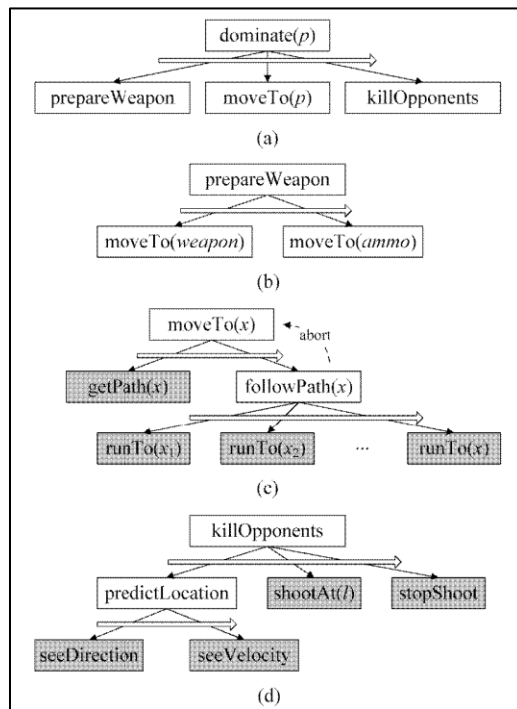 dominate(p)
prepareWeapon moveTo(p) killOpponents
(a)
prepareWeapon
moveTo(weapon) moveTo(ammo)
(b)
moveTo(x)
abort
getPath(x) followPath(x)
runTo(x₁) runTo(x₂) ... runTo(x)
(c)
killOpponents
predictLocation shootAt(l) stopShoot
seeDirection seeVelocity
(d)